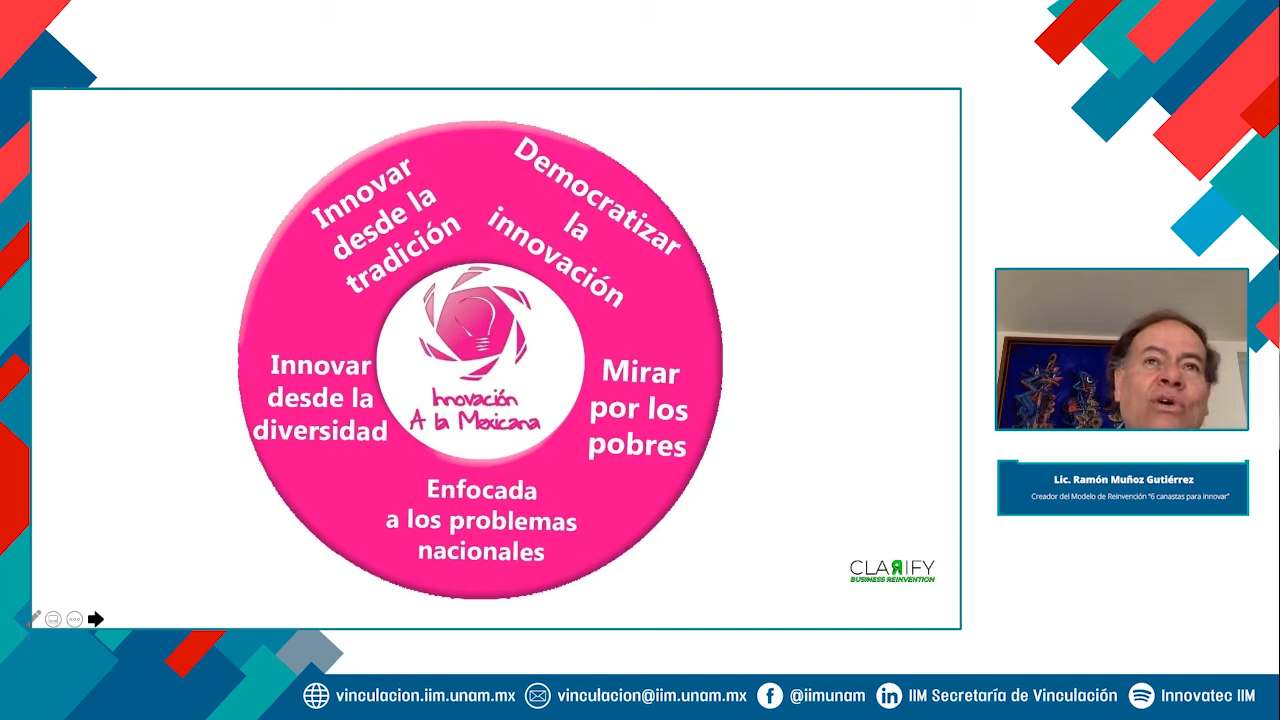 Innovar
desde la
tradición
Democratizar
la
innovación
Innovar
desde la
diversidad
Mirar
por los
pobres
Enfocada
a los problemas
nacionales
Innovación
A la Mexicana
CLARIFY
BUSINESS REINVENTION
Lic. Ramón Muñoz Gutiérrez
Creador del Modelo de Reinvención "6 canastas para innovar"
vinculacion.iim.unam.mx
vinculacion@iim.unam.mx
@iimunam
IIM Secretaría de Vinculación
Innovatec IIM